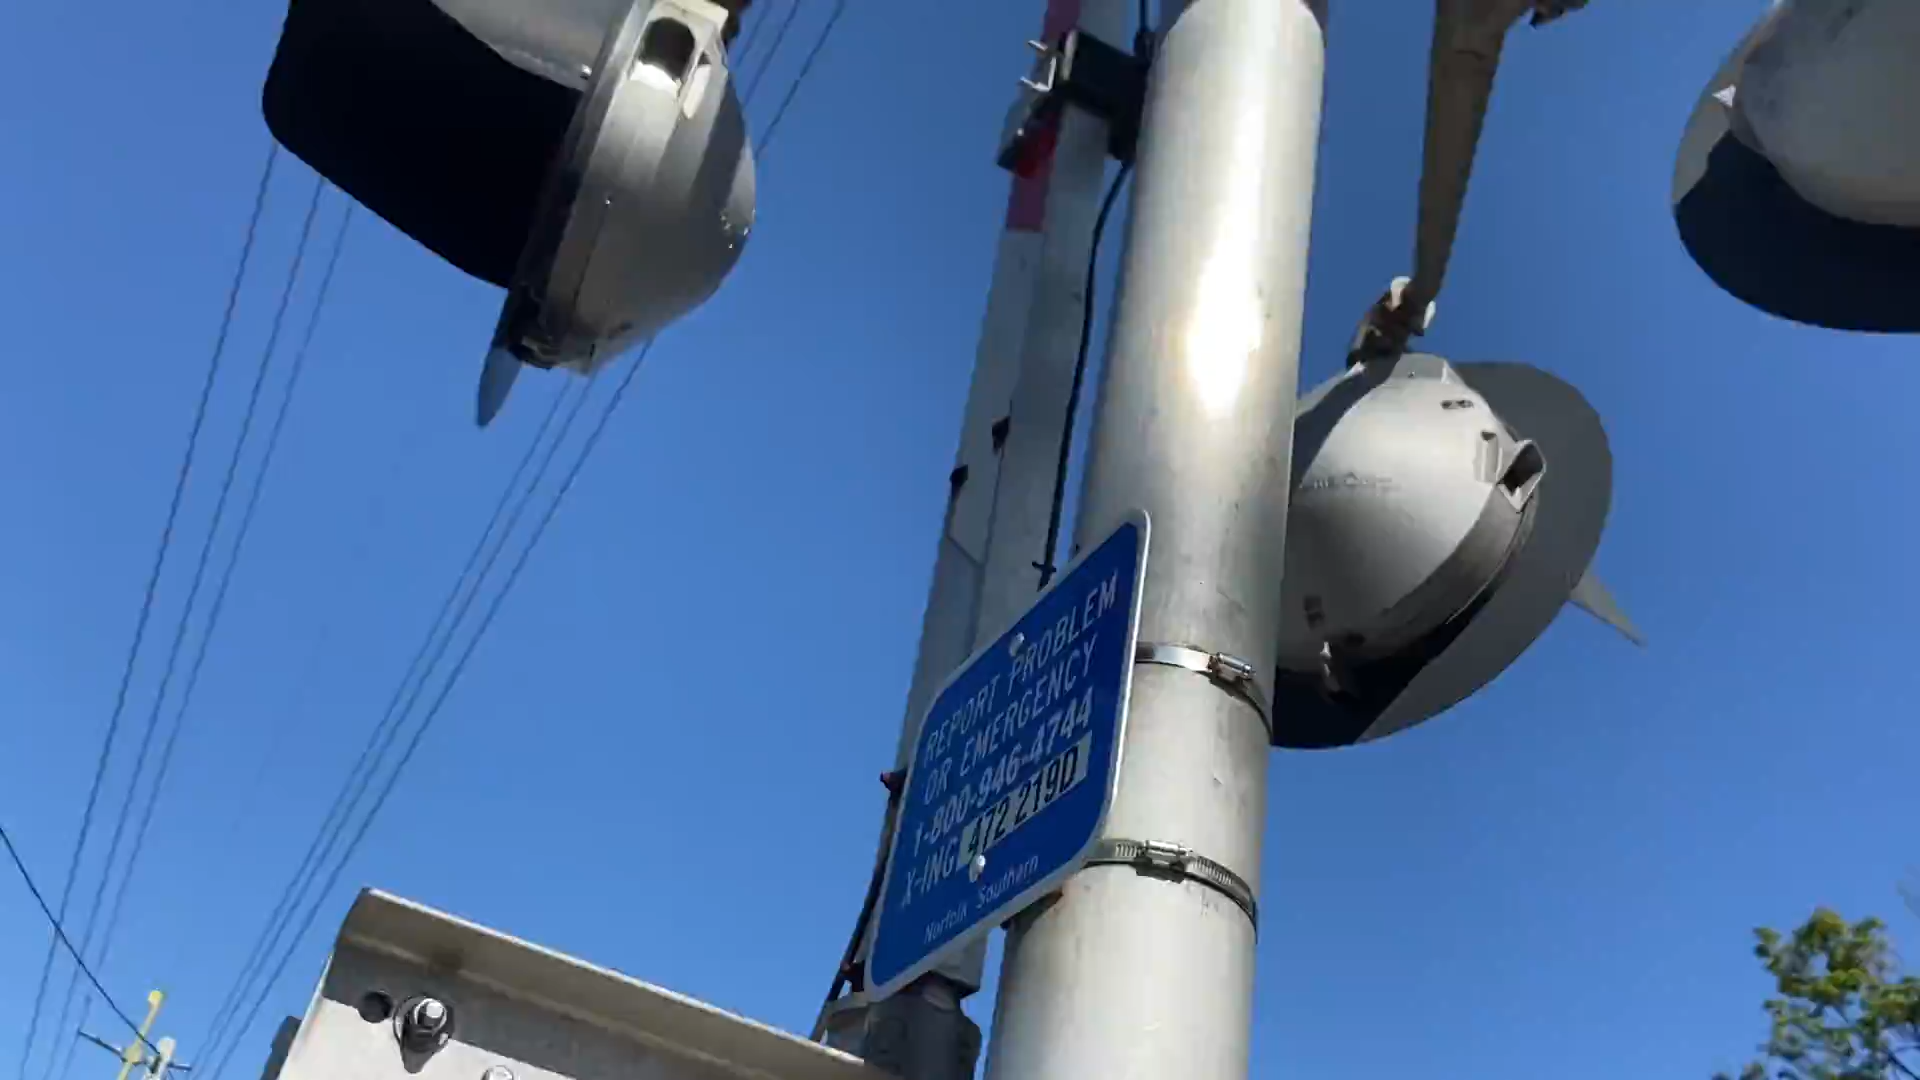 REPORT PROBLEM
OR EMERGENCY
1-800-946-4744
X-ING 472 219D
Norfolk Southern